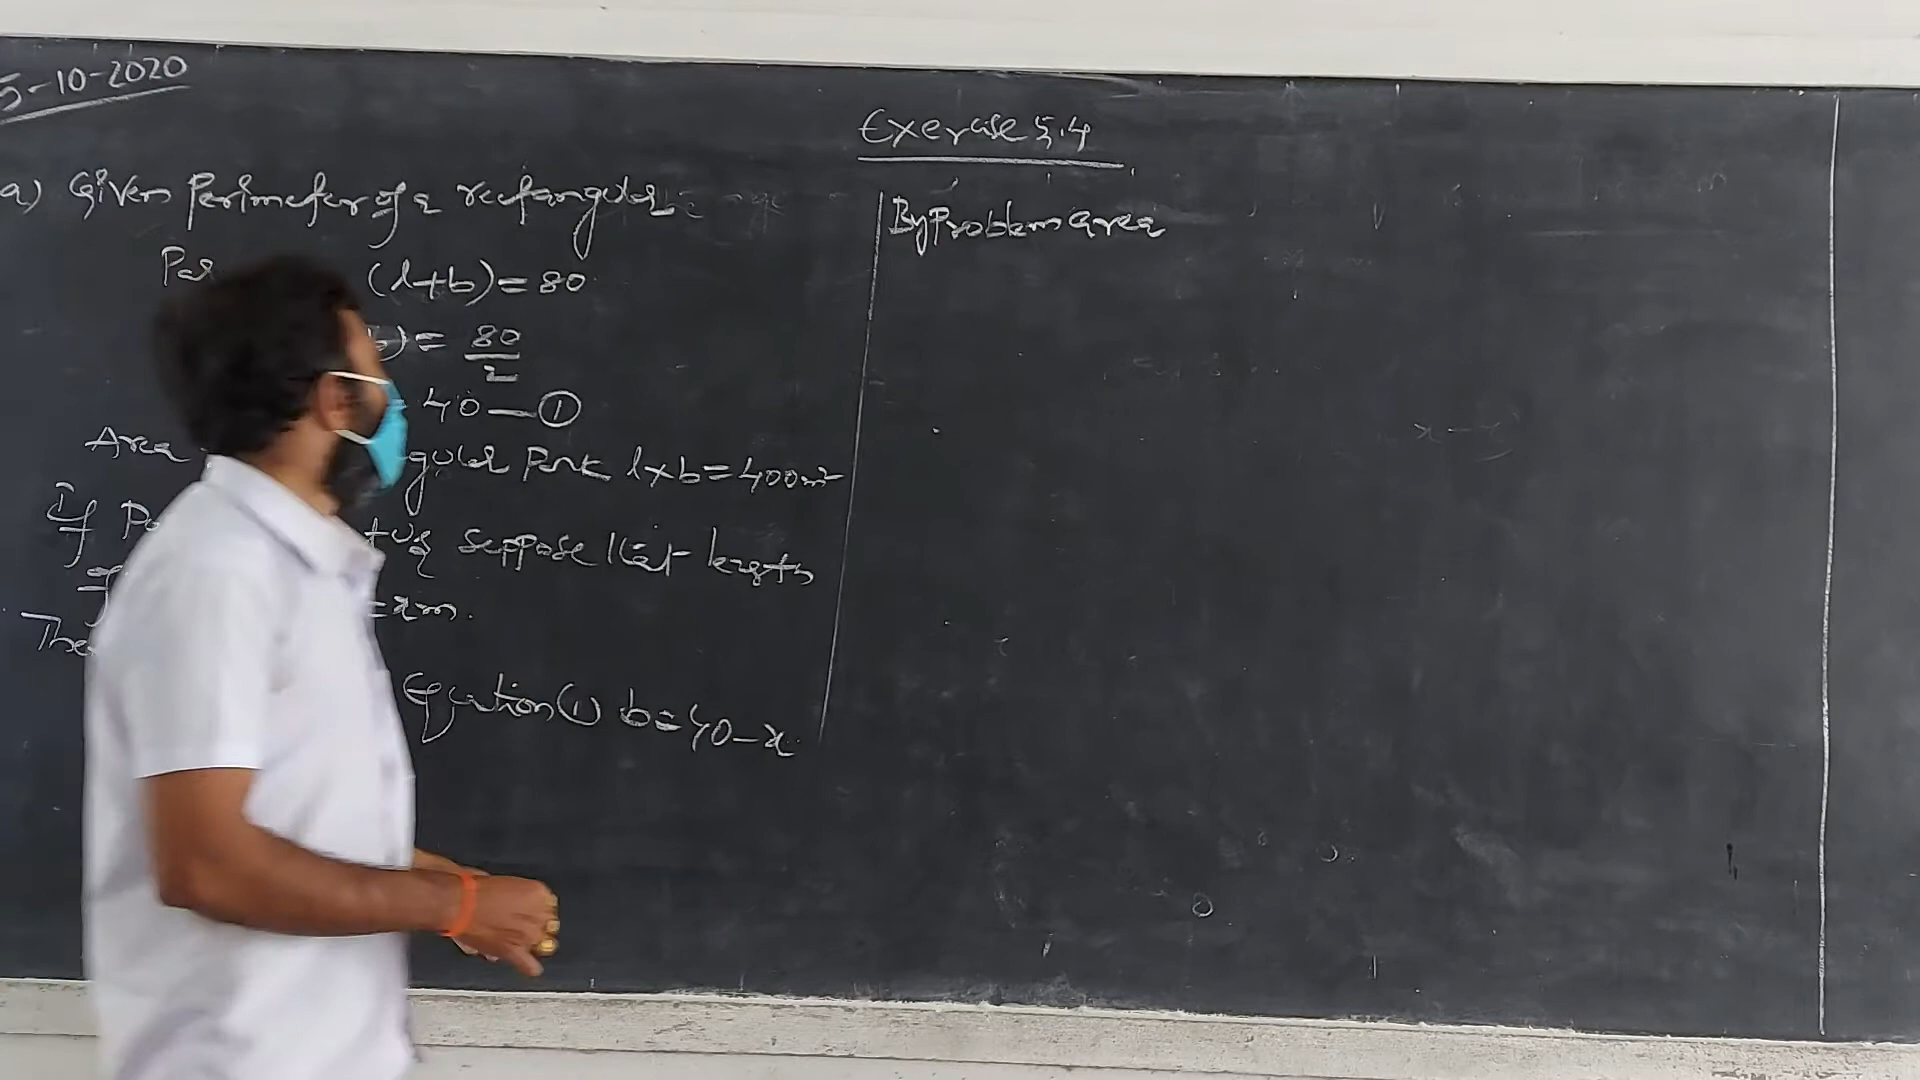 5-10-2020
Exercise 5.4
a) Given Perimeter of a rectangular
(l+b)=80
b) = 80/2
40 — ①
Area Park l×b=400m²
If suppose that length
=xm.
Equation(1) b=40-x
By Problem area